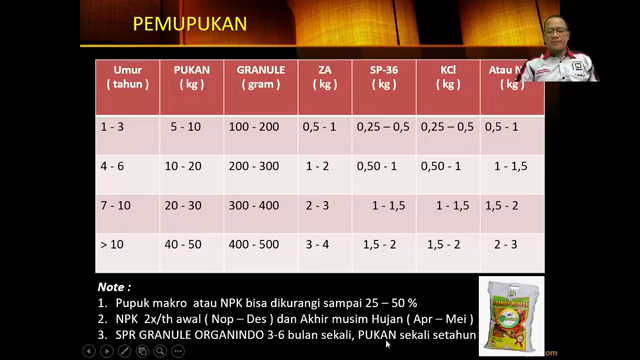 PEMUPUKAN
Umur PUKAN GRANULE ZA SP-36 KCl Atau N
( tahun ) (kg) (gram) (kg) (kg) (kg) (kg)
1 - 3 5 - 10 100 - 200 0,5 - 1 0,25 – 0,5 0,25 – 0,5 0,5 - 1
4 - 6 10 - 20 200 - 300 1 - 2 0,50 - 1 0,50 - 1 1 - 1,5
7 - 10 20 - 30 300 - 400 2 - 3 1 - 1,5 1 - 1,5 1,5 - 2
> 10 40 - 50 400 - 500 3 - 4 1,5 - 2 1,5 - 2 2 - 3
Note :
1. Pupuk makro atau NPK bisa dikurangi sampai 25 – 50 %
2. NPK 2x/th awal ( Nop – Des ) dan Akhir musim Hujan ( Apr – Mei )
3. SPR GRANULE ORGANINDO 3-6 bulan sekali, PUKAN sekali setahun
om